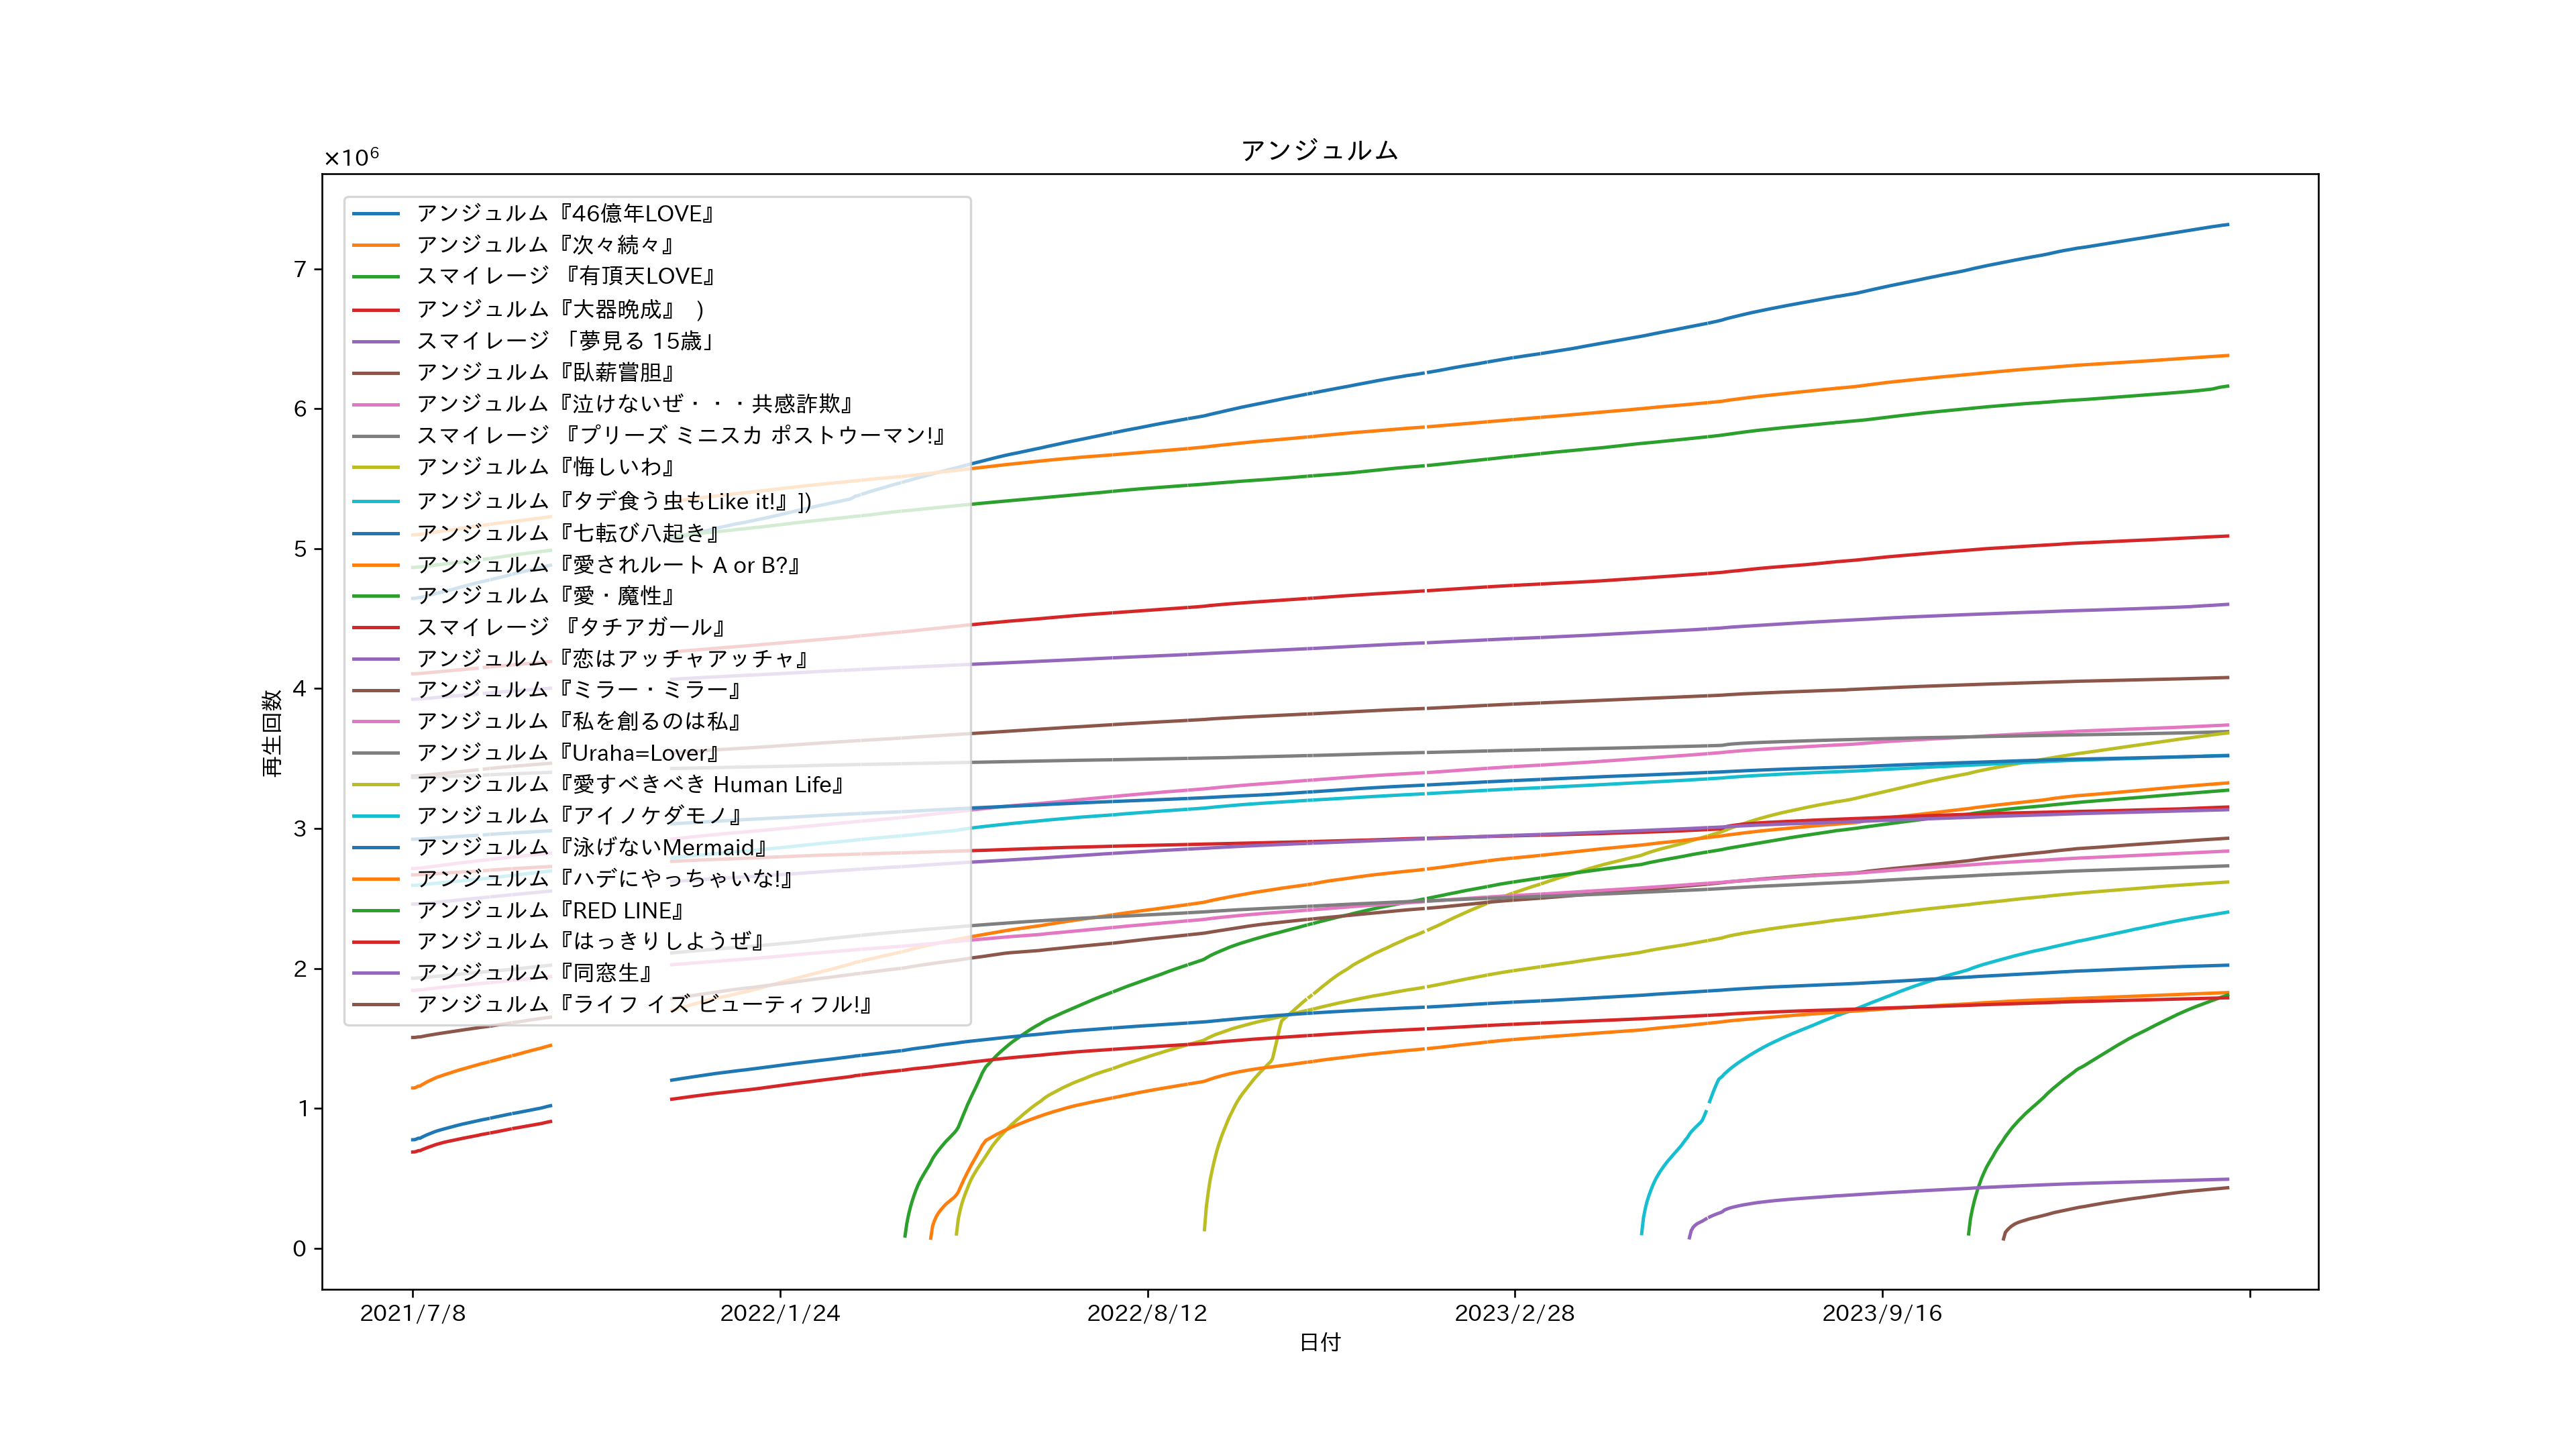 アンジュルム
×10⁶
アンジュルム『46億年LOVE』
アンジュルム『次々続々』
スマイレージ 『有頂天LOVE』
アンジュルム『大器晩成』 )
スマイレージ 「夢見る 15歳」
アンジュルム『臥薪嘗胆』
アンジュルム『泣けないぜ・・・共感詐欺』
スマイレージ 『プリーズ ミニスカ ポストウーマン!』
アンジュルム『悔しいわ』
アンジュルム『タデ食う虫もLike it!』])
アンジュルム『七転び八起き』
アンジュルム『愛されルート A or B?』
アンジュルム『愛・魔性』
スマイレージ 『タチアガール』
アンジュルム『恋はアッチャアッチャ』
アンジュルム『ミラー・ミラー』
アンジュルム『私を創るのは私』
アンジュルム『Uraha=Lover』
アンジュルム『愛すべきべき Human Life』
アンジュルム『アイノケダモノ』
アンジュルム『泳げないMermaid』
アンジュルム『ハデにやっちゃいな!』
アンジュルム『RED LINE』
アンジュルム『はっきりしようぜ』
アンジュルム『同窓生』
アンジュルム『ライフ イズ ビューティフル!』
再生回数
7
6
5
4
3
2
1
0
2021/7/8 2022/1/24 2022/8/12 2023/2/28 2023/9/16
日付